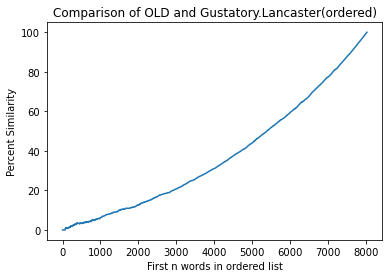 Comparison of OLD and Gustatory.Lancaster(ordered)
100
80
60
40
20
0
Percent Similarity
0 1000 2000 3000 4000 5000 6000 7000 8000
First n words in ordered list